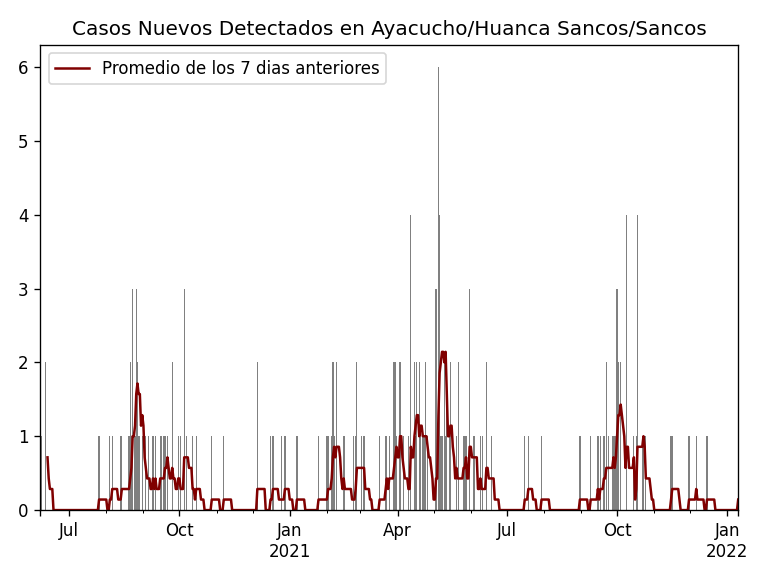 Casos Nuevos Detectados en Ayacucho/Huanca Sancos/Sancos
Promedio de los 7 dias anteriores
6
5
4
3
2
1
0
Jul
Oct
Jan
2021
Apr
Jul
Oct
Jan
2022